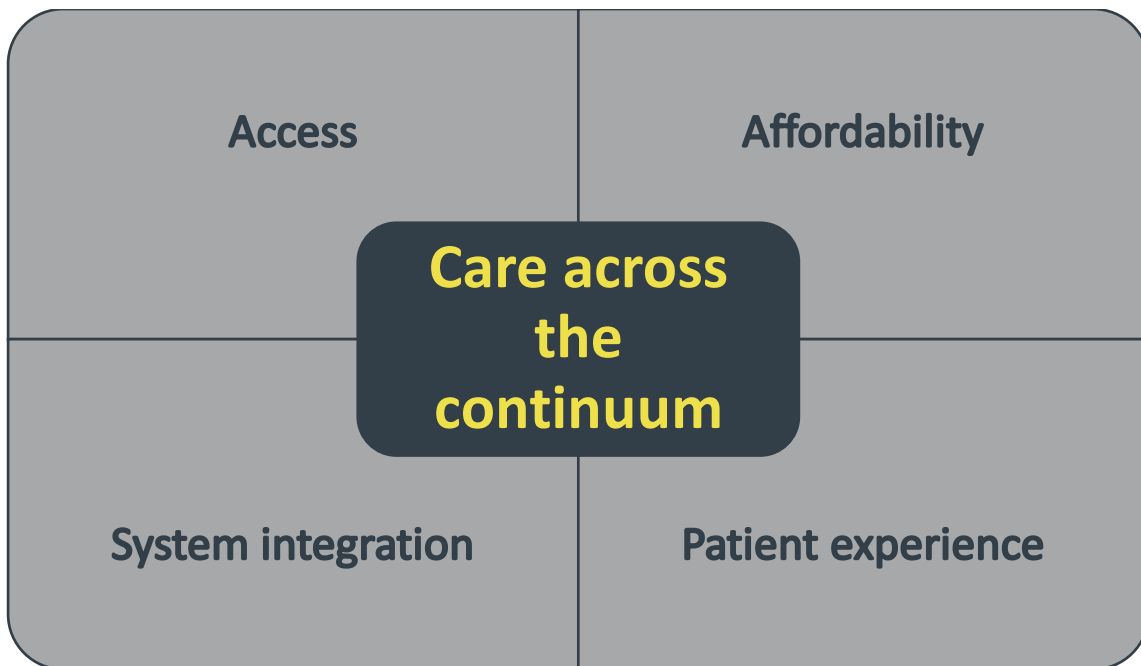 Access
Affordability
Care across
the
continuum
System integration
Patient experience